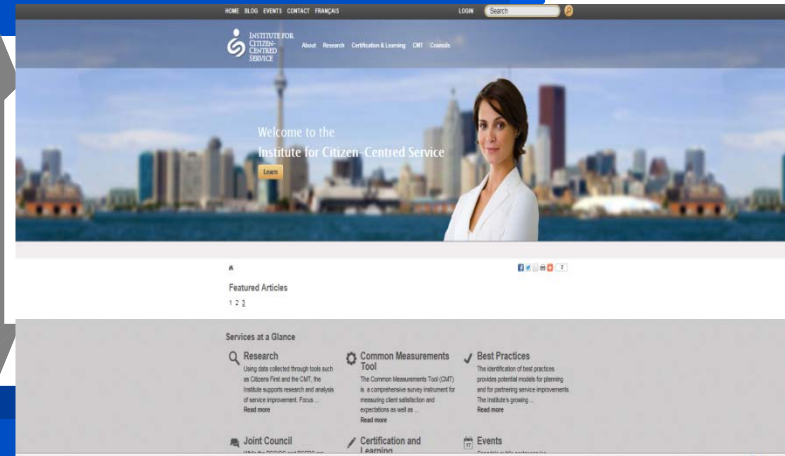 HOME BLOG EVENTS CONTACT FRANÇAIS
LOGIN Search
INSTITUTE FOR
CITIZEN-
CENTRED
SERVICE
About Research Certification & Learning CMT Councils
Welcome to the
Institute for Citizen-Centred Service
Learn
Featured Articles
1 2 3
Services at a Glance
Research
Using data collected through tools such
as Citizens First and the CMT, the
Institute supports research and analysis
of service improvement. Focus ...
Read more
Common Measurements
Tool
The Common Measurements Tool (CMT)
is a comprehensive survey instrument for
measuring client satisfaction and
expectations as well as ...
Read more
Best Practices
The identification of best practices
provides potential models for planning
and for partnering service improvements.
The Institute's growing ...
Read more
Joint Council
Certification and
Learning
Events